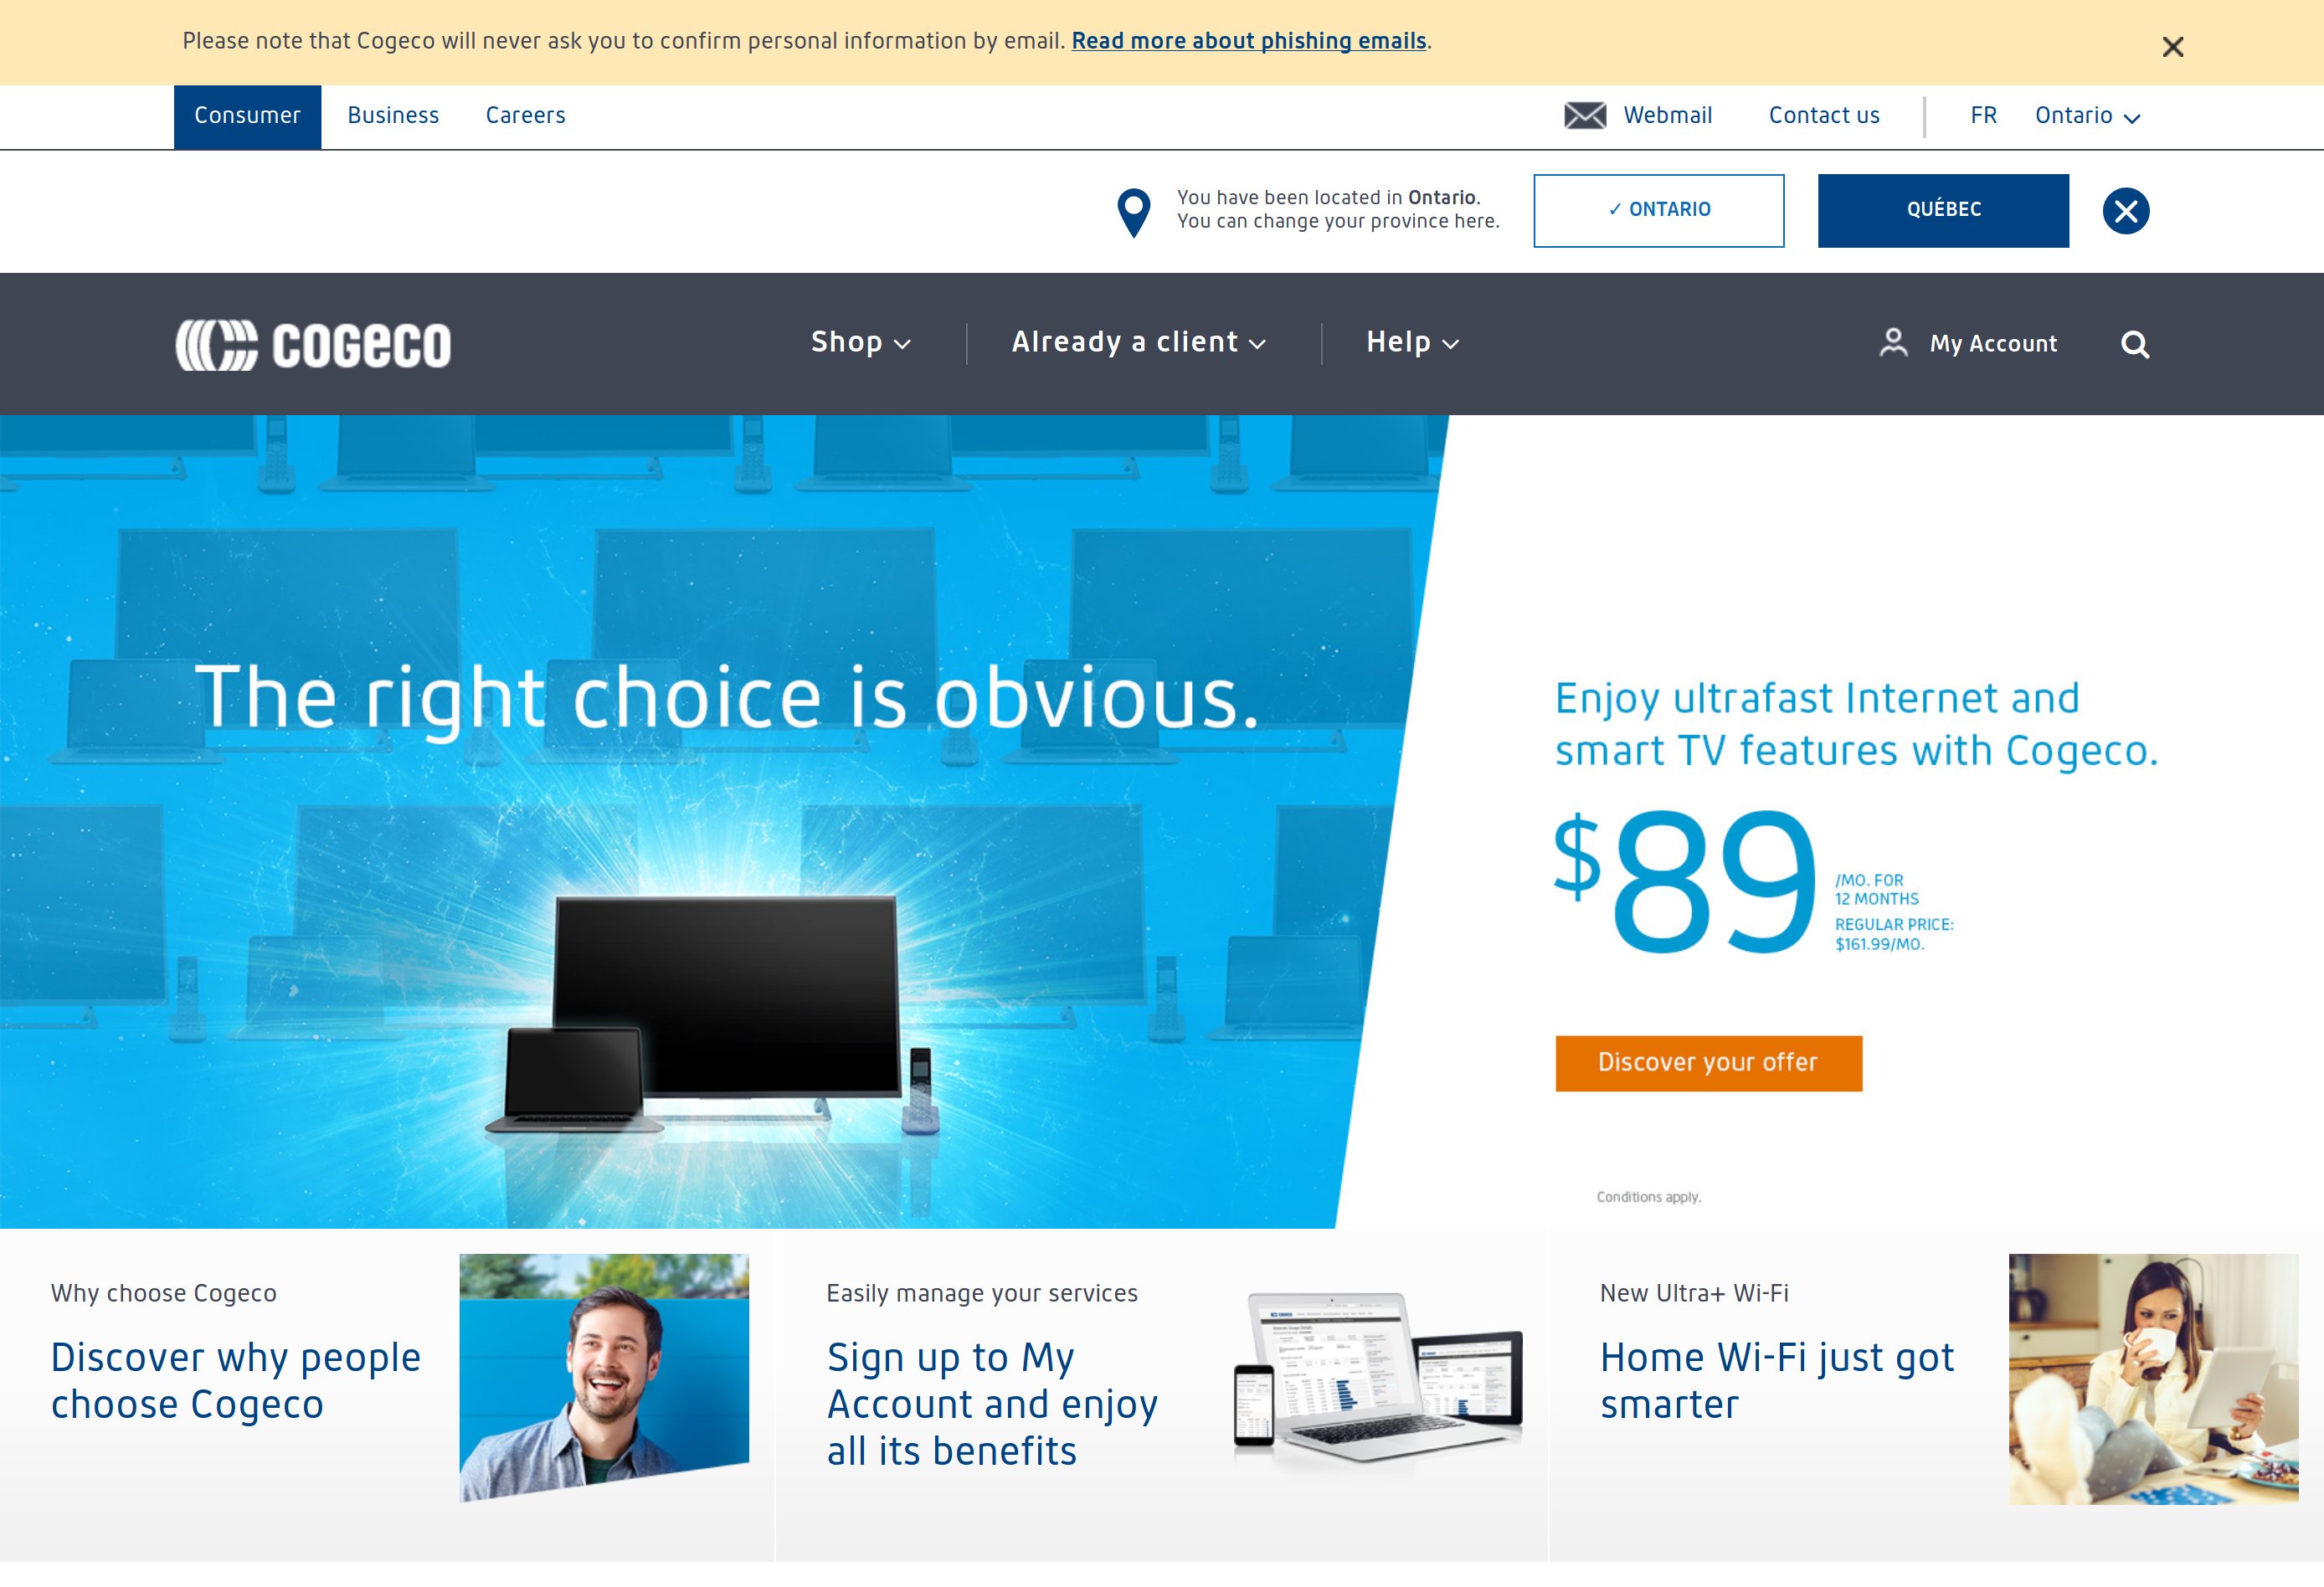 Please note that Cogeco will never ask you to confirm personal information by email. Read more about phishing emails.
Consumer
Business
Careers
Webmail
Contact us
FR
Ontario
You have been located in Ontario.
You can change your province here.
✓ ONTARIO
QUÉBEC
COGECO
Shop
Already a client
Help
My Account
The right choice is obvious.
Enjoy ultrafast Internet and
smart TV features with Cogeco.
$89
/MO. FOR
12 MONTHS
REGULAR PRICE:
$161.99/MO.
Discover your offer
Conditions apply.
Why choose Cogeco
Discover why people
choose Cogeco
Easily manage your services
Sign up to My
Account and enjoy
all its benefits
New Ultra+ Wi-Fi
Home Wi-Fi just got
smarter